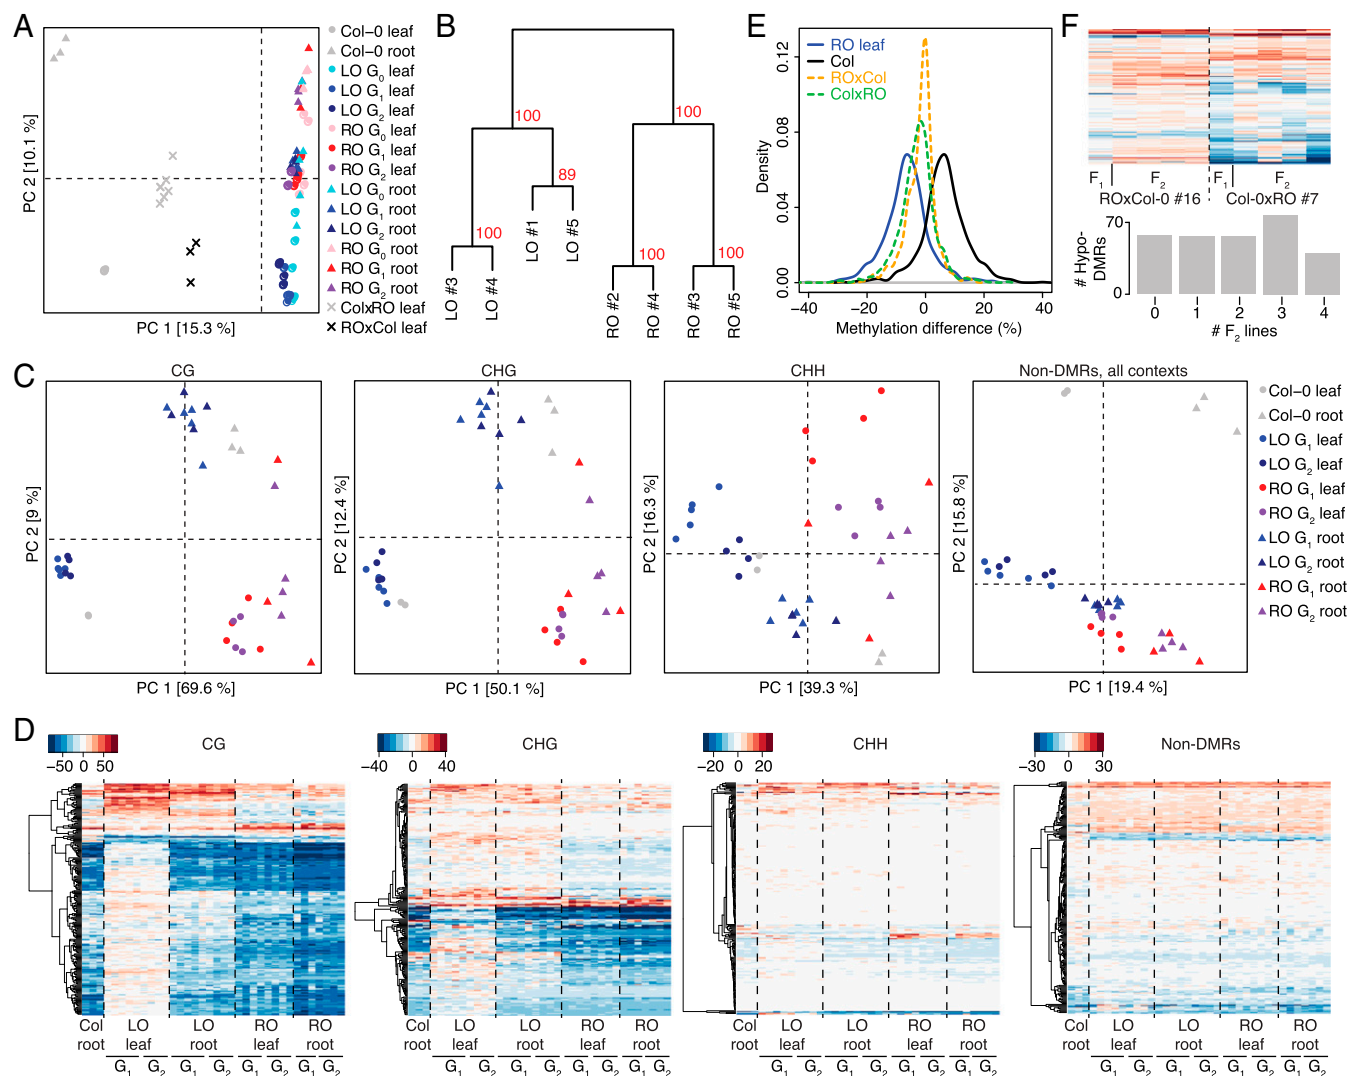 A
PC 2 [10.1 %]
PC 1 [15.3 %]
Col−0 leaf
Col−0 root
LO G0 leaf
LO G1 leaf
LO G2 leaf
RO G0 leaf
RO G1 leaf
RO G2 leaf
LO G0 root
LO G1 root
LO G2 root
RO G0 root
RO G1 root
RO G2 root
ColxRO leaf
ROxCol leaf
B
100
100
89
100
100
100
LO #3
LO #4
LO #1
LO #5
RO #2
RO #4
RO #3
RO #5
E
RO leaf
Col
ROxCol
ColxRO
Density
0.00
0.04
0.08
0.12
−40
−20
0
20
40
Methylation difference (%)
F
F1
F2
F1
F2
ROxCol-0 #16
Col-0xRO #7
# Hypo-
DMRs
70
0
0
1
2
3
4
# F2 lines
C
CG
PC 2 [9 %]
PC 1 [69.6 %]
CHG
PC 2 [12.4 %]
PC 1 [50.1 %]
CHH
PC 2 [16.3 %]
PC 1 [39.3 %]
Non-DMRs, all contexts
PC 2 [15.8 %]
PC 1 [19.4 %]
Col−0 leaf
Col−0 root
LO G1 leaf
LO G2 leaf
RO G1 leaf
RO G2 leaf
LO G1 root
LO G2 root
RO G1 root
RO G2 root
D
CG
−50 0 50
Col root
LO leaf
LO root
RO leaf
RO root
G1 G2 G1 G2 G1 G2 G1 G2
CHG
−40 0 40
Col root
LO leaf
LO root
RO leaf
RO root
G1 G2 G1 G2 G1 G2 G1 G2
CHH
−20 0 20
Col root
LO leaf
LO root
RO leaf
RO root
G1 G2 G1 G2 G1 G2 G1 G2
Non-DMRs
−30 0 30
Col root
LO leaf
LO root
RO leaf
RO root
G1 G2 G1 G2 G1 G2 G1 G2